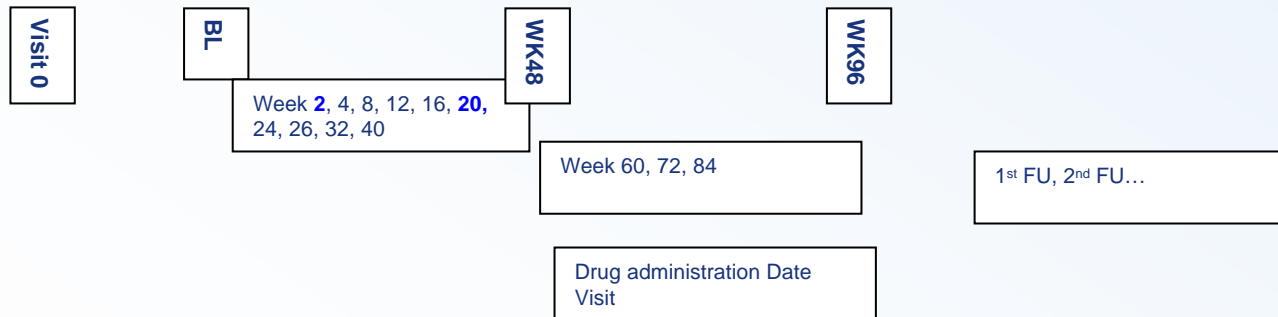 Visit 0
BL
WK48
WK96
Week 2, 4, 8, 12, 16, 20,
24, 26, 32, 40
Week 60, 72, 84
1st FU, 2nd FU…
Drug administration Date
Visit